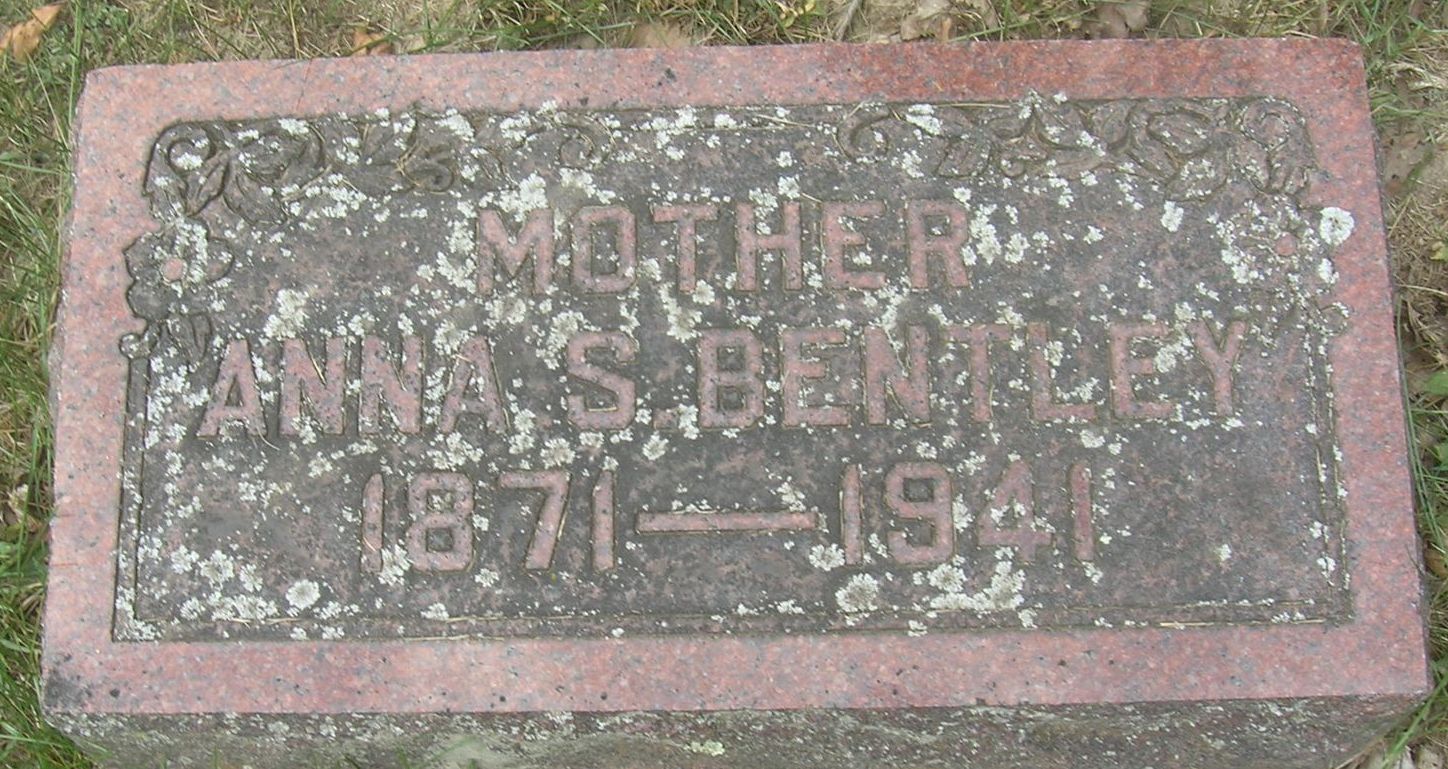 MOTHER
ANNA S. BENTLEY
1871—1941